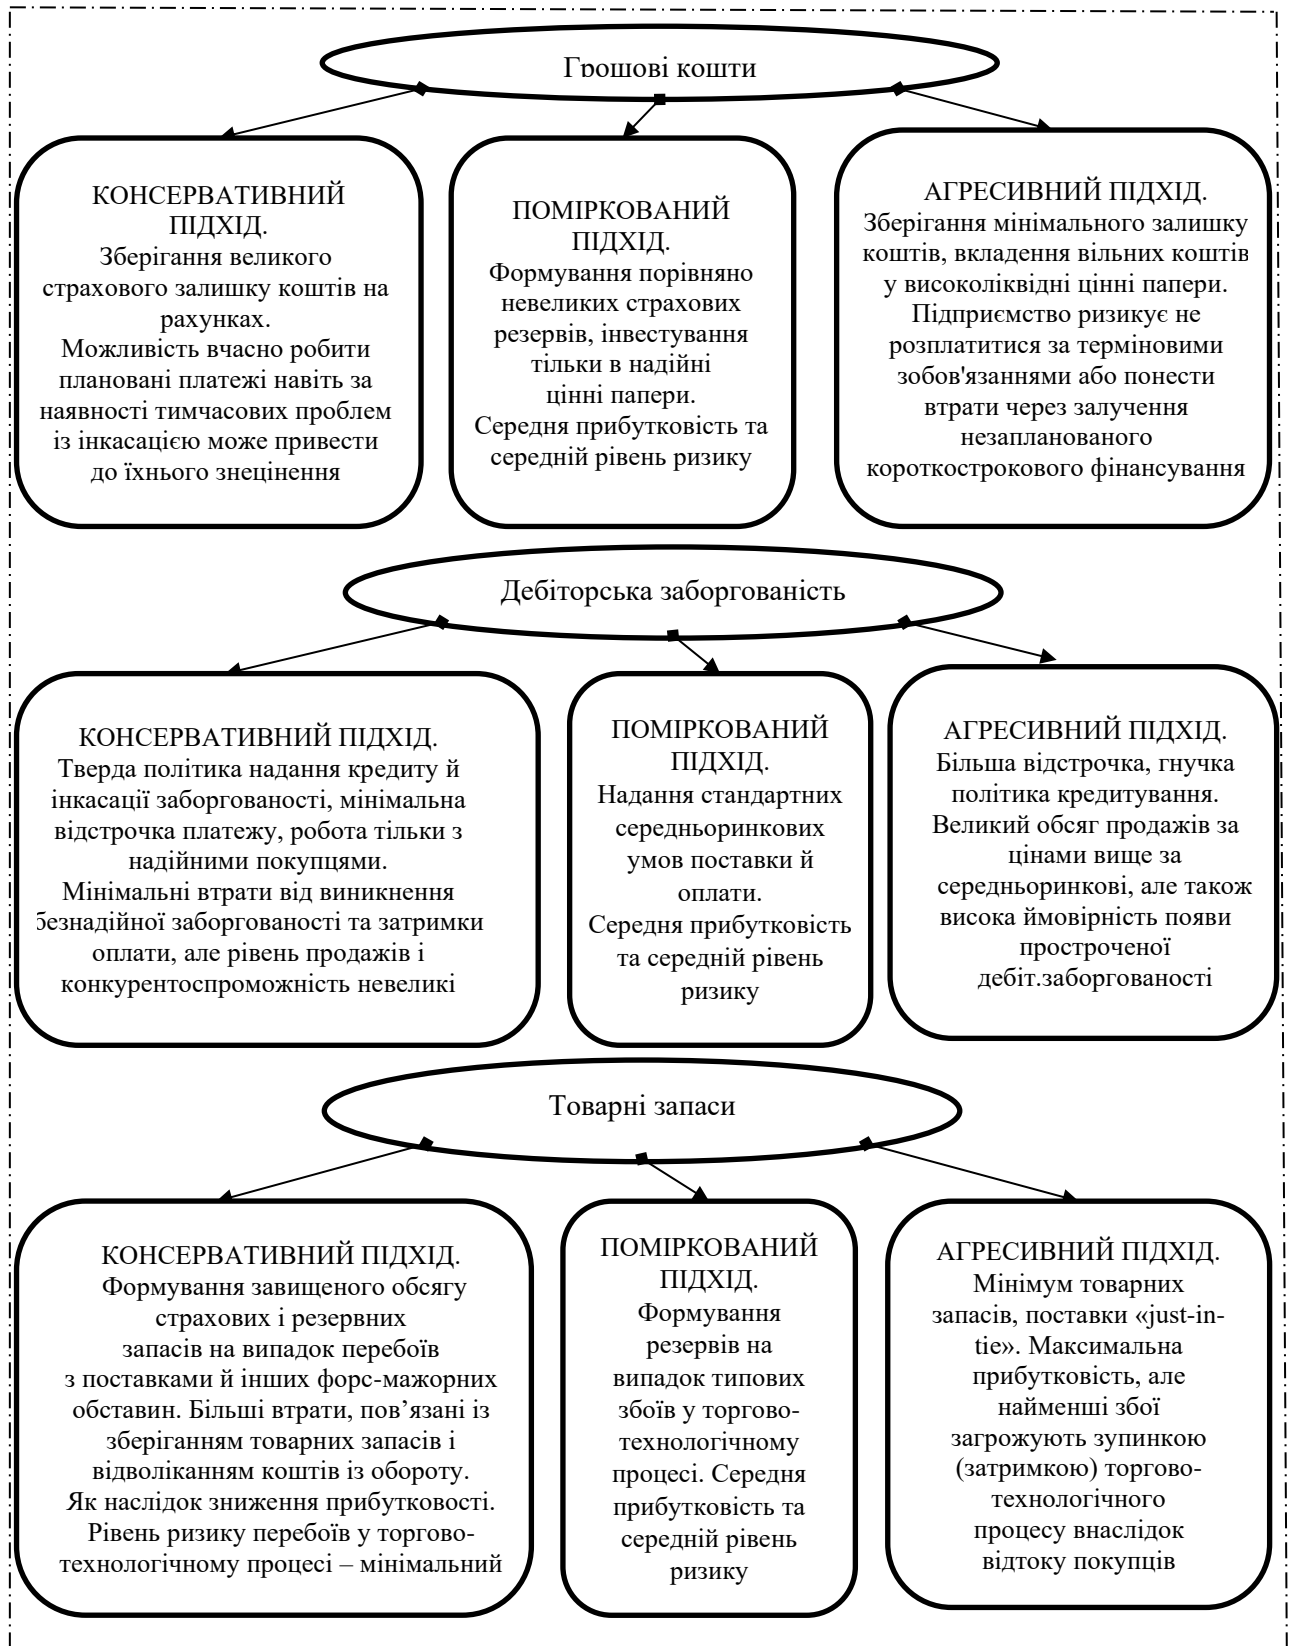 Грошові кошти
КОНСЕРВАТИВНИЙ
ПІДХІД.
Зберігання великого
страхового залишку коштів на
рахунках.
Можливість вчасно робити
плановані платежі навіть за
наявності тимчасових проблем
із інкасацією може привести
до їхнього знецінення
ПОМІРКОВАНИЙ
ПІДХІД.
Формування порівняно
невеликих страхових
резервів, інвестування
тільки в надійні
цінні папери.
Середня прибутковість та
середній рівень ризику
АГРЕСИВНИЙ ПІДХІД.
Зберігання мінімального залишку
коштів, вкладення вільних коштів
у високоліквідні цінні папери.
Підприємство ризикує не
розплатитися за терміновими
зобов'язаннями або понести
втрати через залучення
незапланованого
короткострокового фінансування
Дебіторська заборгованість
КОНСЕРВАТИВНИЙ ПІДХІД.
Тверда політика надання кредиту й
інкасації заборгованості, мінімальна
відстрочка платежу, робота тільки з
надійними покупцями.
Мінімальні втрати від виникнення
безнадійної заборгованості та затримки
оплати, але рівень продажів і
конкурентоспроможність невеликі
ПОМІРКОВАНИЙ
ПІДХІД.
Надання стандартних
середньоринкових
умов поставки й
оплати.
Середня прибутковість
та середній рівень
ризику
АГРЕСИВНИЙ ПІДХІД.
Більша відстрочка, гнучка
політика кредитування.
Великий обсяг продажів за
цінами вище за
середньоринкові, але також
висока ймовірність появи
простроченої
дебіт.заборгованості
Товарні запаси
КОНСЕРВАТИВНИЙ ПІДХІД.
Формування завищеного обсягу
страхових і резервних
запасів на випадок перебоїв
з поставками й інших форс-мажорних
обставин. Більші втрати, пов’язані із
зберіганням товарних запасів і
відволіканням коштів із обороту.
Як наслідок зниження прибутковості.
Рівень ризику перебоїв у торгово-
технологічному процесі – мінімальний
ПОМІРКОВАНИЙ
ПІДХІД.
Формування
резервів на
випадок типових
збоїв у торгово-
технологічному
процесі. Середня
прибутковість та
середній рівень
ризику
АГРЕСИВНИЙ ПІДХІД.
Мінімум товарних
запасів, поставки «just-in-
tie». Максимальна
прибутковість, але
найменші збої
загрожують зупинкою
(затримкою) торгово-
технологічного
процесу внаслідок
відтоку покупців